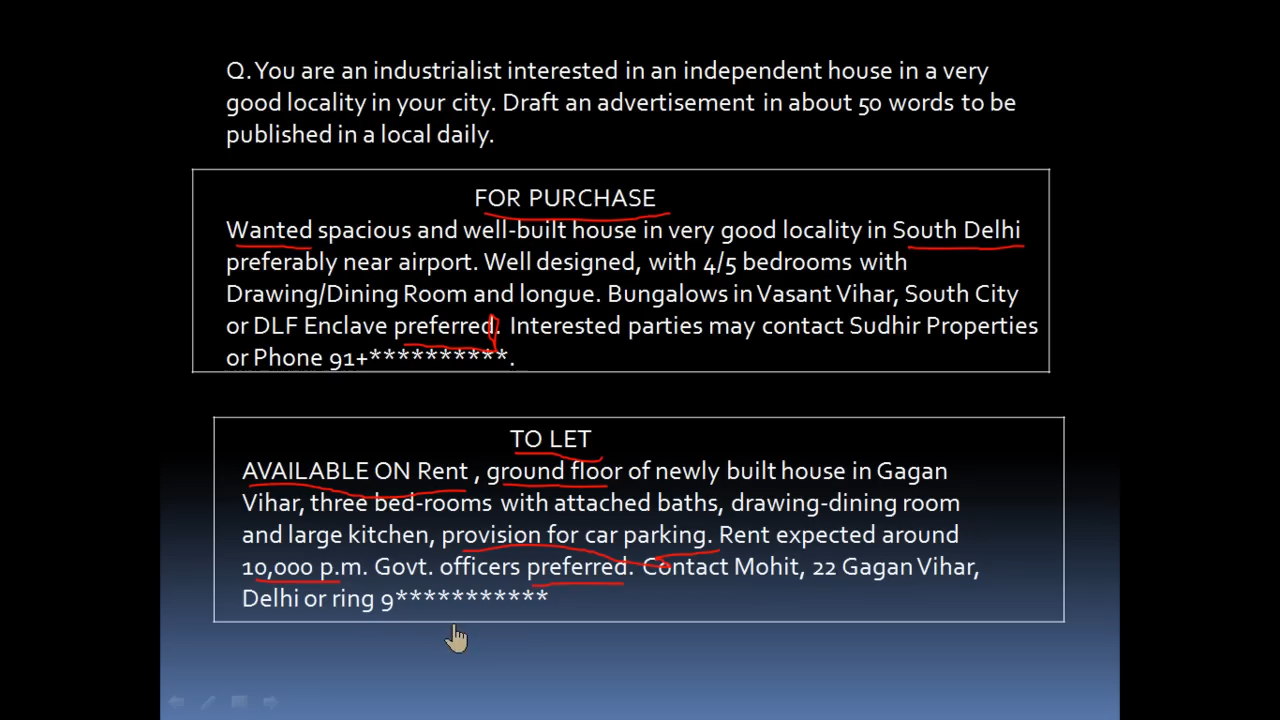 Q. You are an industrialist interested in an independent house in a very
good locality in your city. Draft an advertisement in about 50 words to be
published in a local daily.
FOR PURCHASE
Wanted spacious and well-built house in very good locality in South Delhi
preferably near airport. Well designed, with 4/5 bedrooms with
Drawing/Dining Room and longue. Bungalows in Vasant Vihar, South City
or DLF Enclave preferred. Interested parties may contact Sudhir Properties
or Phone 91+**********.
TO LET
AVAILABLE ON Rent , ground floor of newly built house in Gagan
Vihar, three bed-rooms with attached baths, drawing-dining room
and large kitchen, provision for car parking. Rent expected around
10,000 p.m. Govt. officers preferred. Contact Mohit, 22 Gagan Vihar,
Delhi or ring 9***********